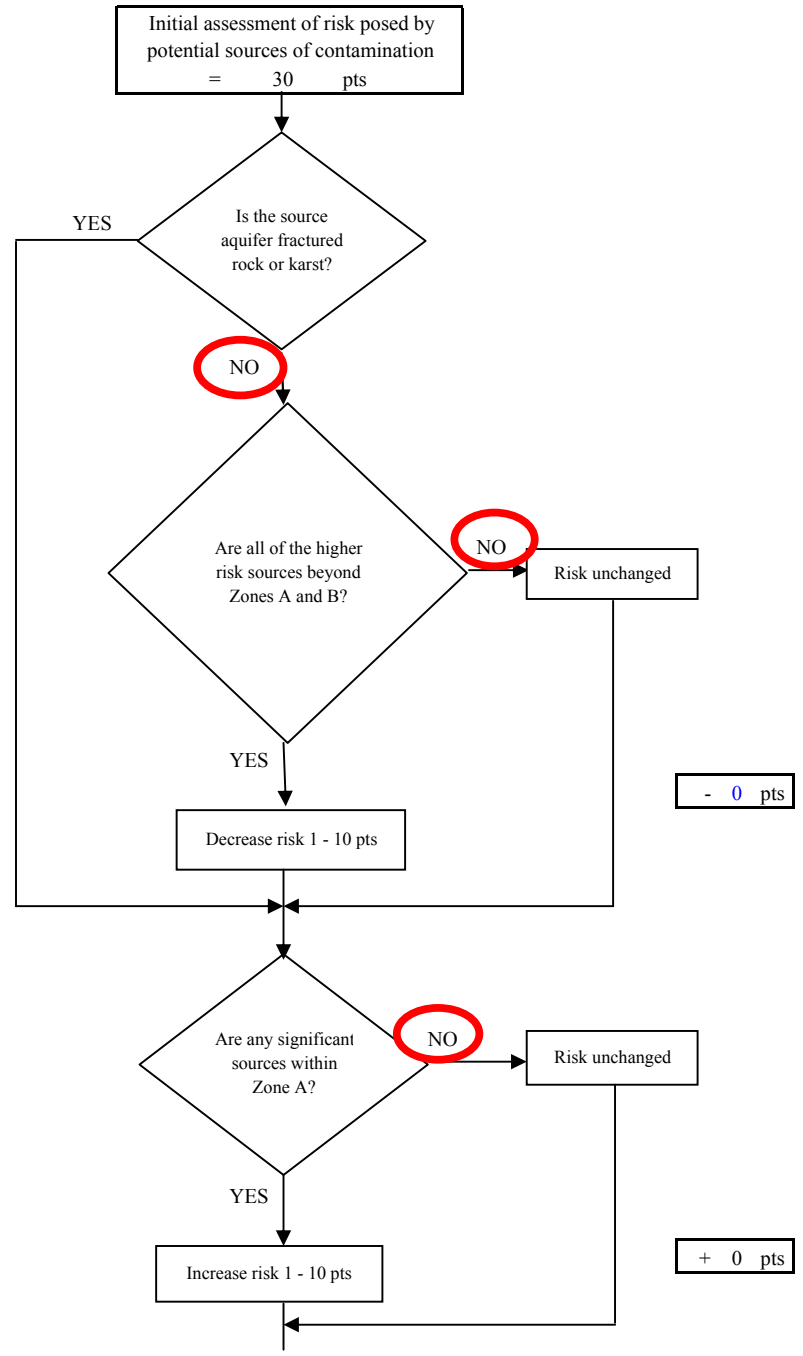 Initial assessment of risk posed by
potential sources of contamination
= 30 pts
YES
Is the source
aquifer fractured
rock or karst?
NO
Are all of the higher
risk sources beyond
Zones A and B?
NO
Risk unchanged
YES
- 0 pts
Decrease risk 1 - 10 pts
Are any significant
sources within
Zone A?
NO
Risk unchanged
YES
+ 0 pts
Increase risk 1 - 10 pts